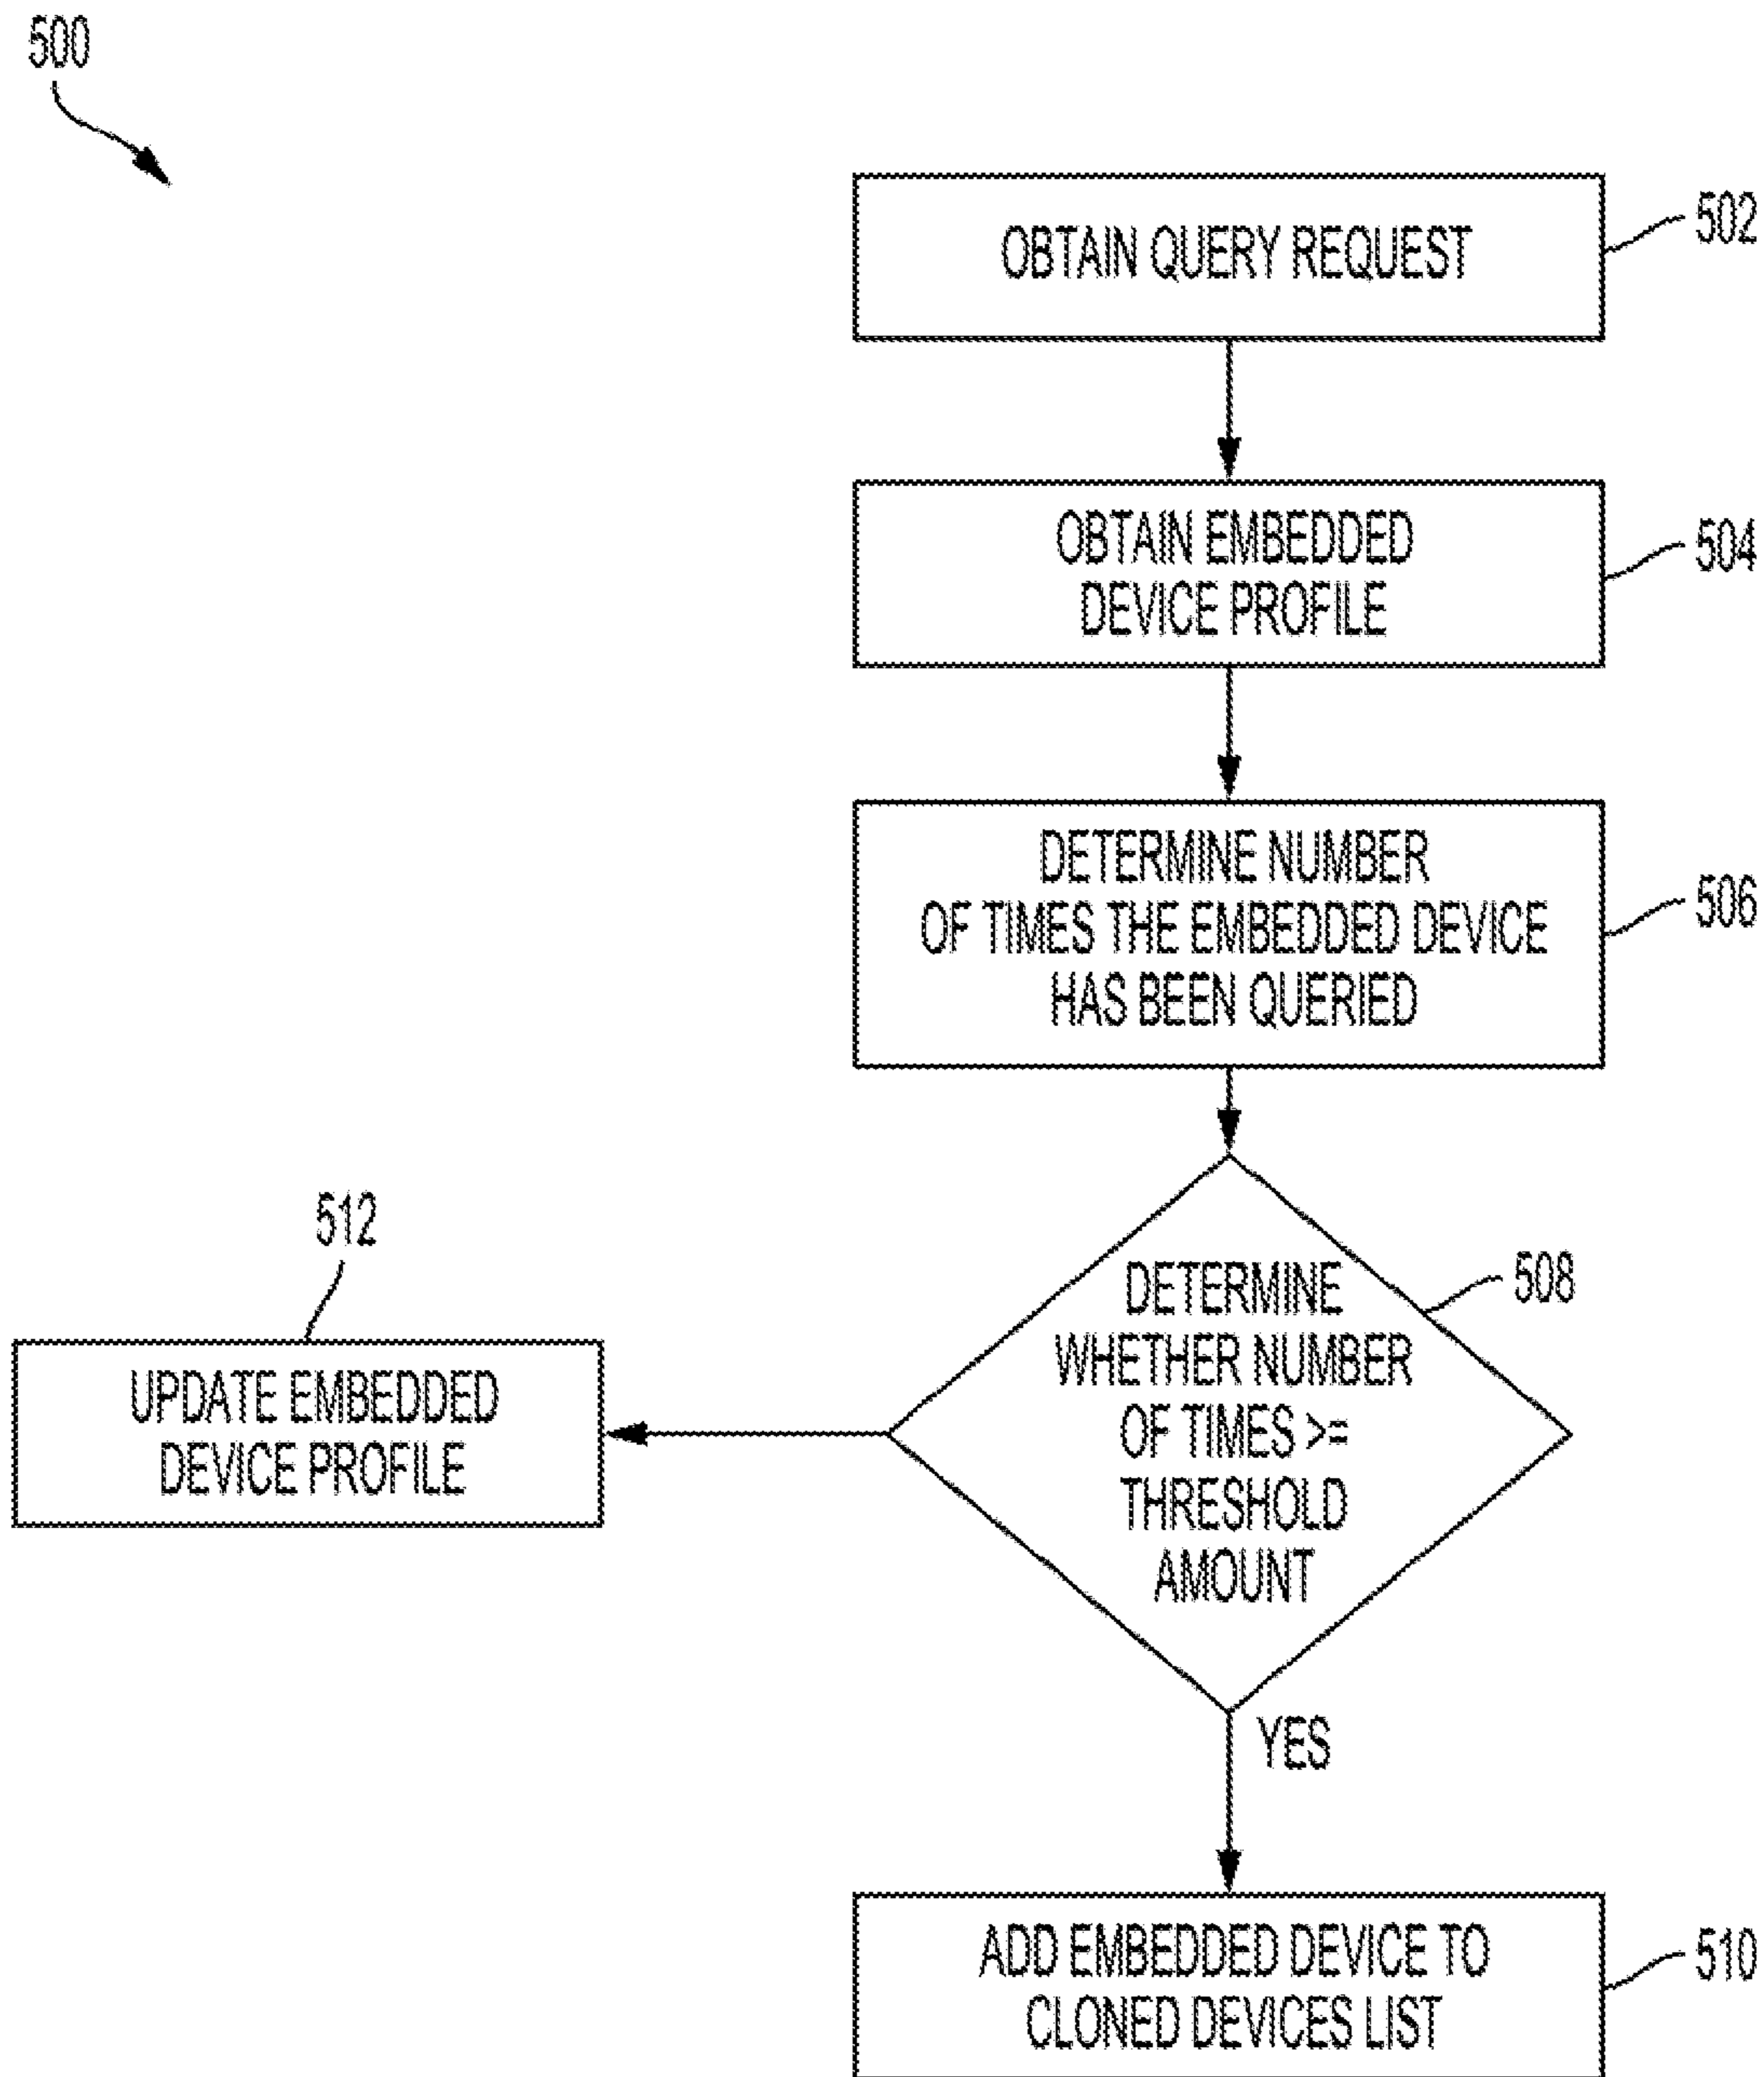 500
OBTAIN QUERY REQUEST
502
OBTAIN EMBEDDED
DEVICE PROFILE
504
DETERMINE NUMBER
OF TIMES THE EMBEDDED DEVICE
HAS BEEN QUERIED
506
DETERMINE
WHETHER NUMBER
OF TIMES >=
THRESHOLD
AMOUNT
508
512
UPDATE EMBEDDED
DEVICE PROFILE
YES
ADD EMBEDDED DEVICE TO
CLONED DEVICES LIST
510